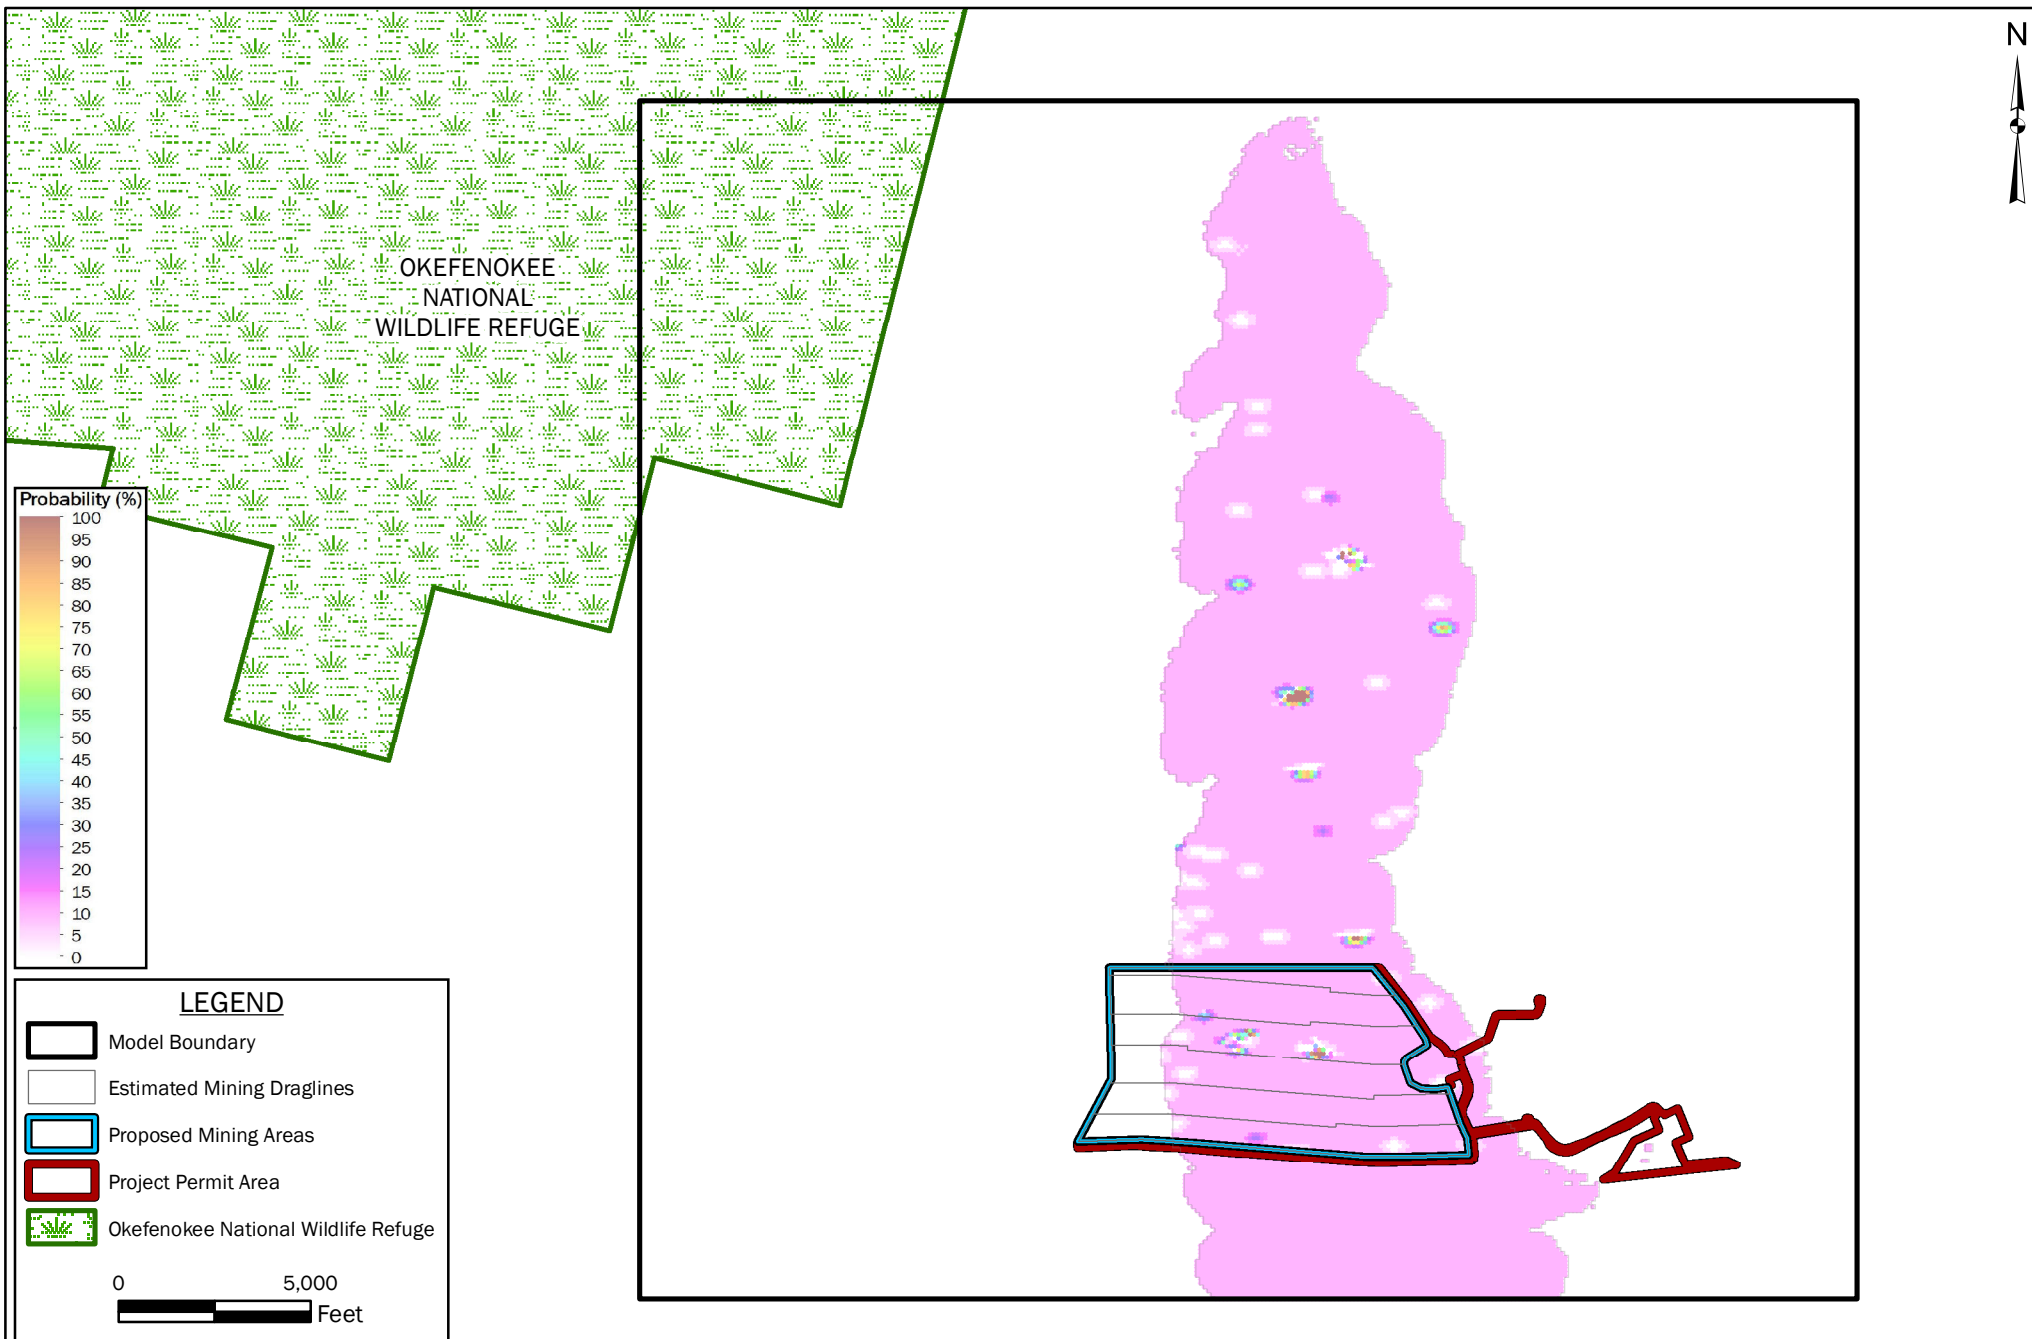 N
OKEFENOKEE
NATIONAL
WILDLIFE REFUGE
Probability (%)
100
95
90
85
80
75
70
65
60
55
50
45
40
35
30
25
20
15
10
5
0
LEGEND
Model Boundary
Estimated Mining Draglines
Proposed Mining Areas
Project Permit Area
Okefenokee National Wildlife Refuge
0 5,000
Feet